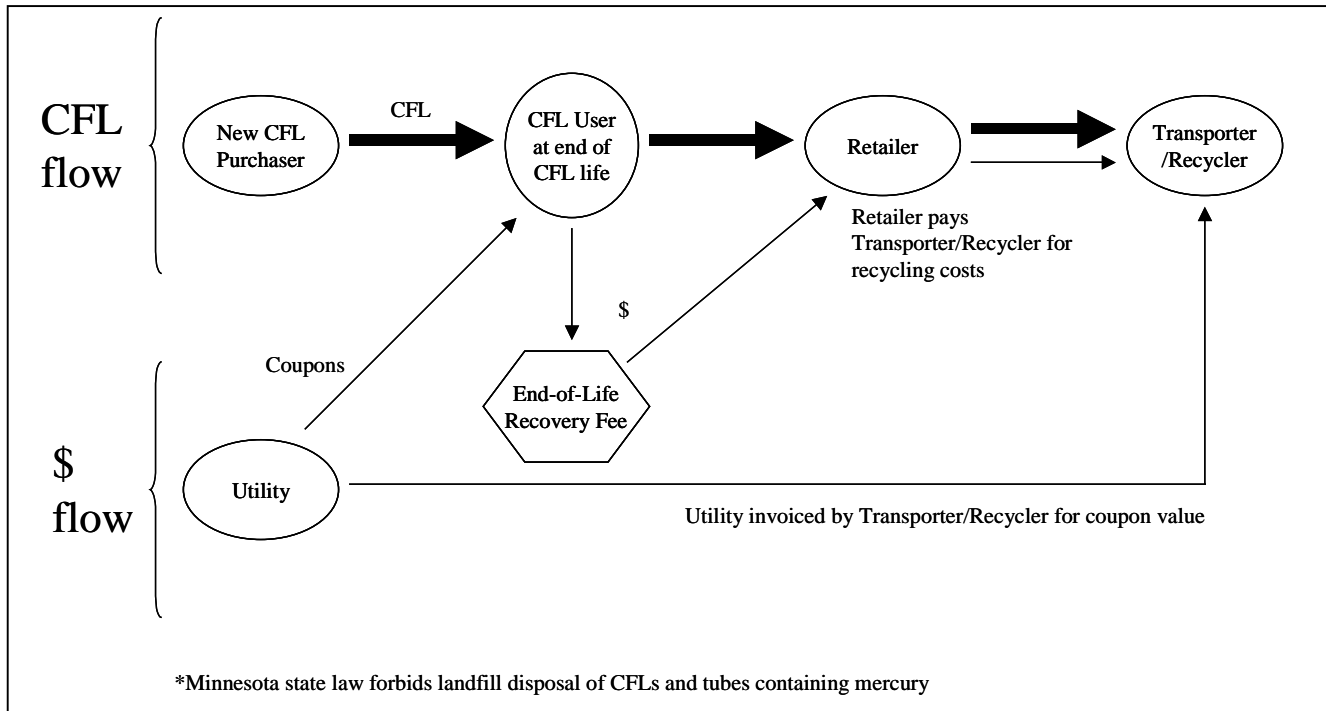 CFL
flow
New CFL
Purchaser
CFL
CFL User
at end of
CFL life
Retailer
Transporter
/Recycler
Retailer pays
Transporter/Recycler for
recycling costs
$
Coupons
End-of-Life
Recovery Fee
$
flow
Utility
Utility invoiced by Transporter/Recycler for coupon value
*Minnesota state law forbids landfill disposal of CFLs and tubes containing mercury